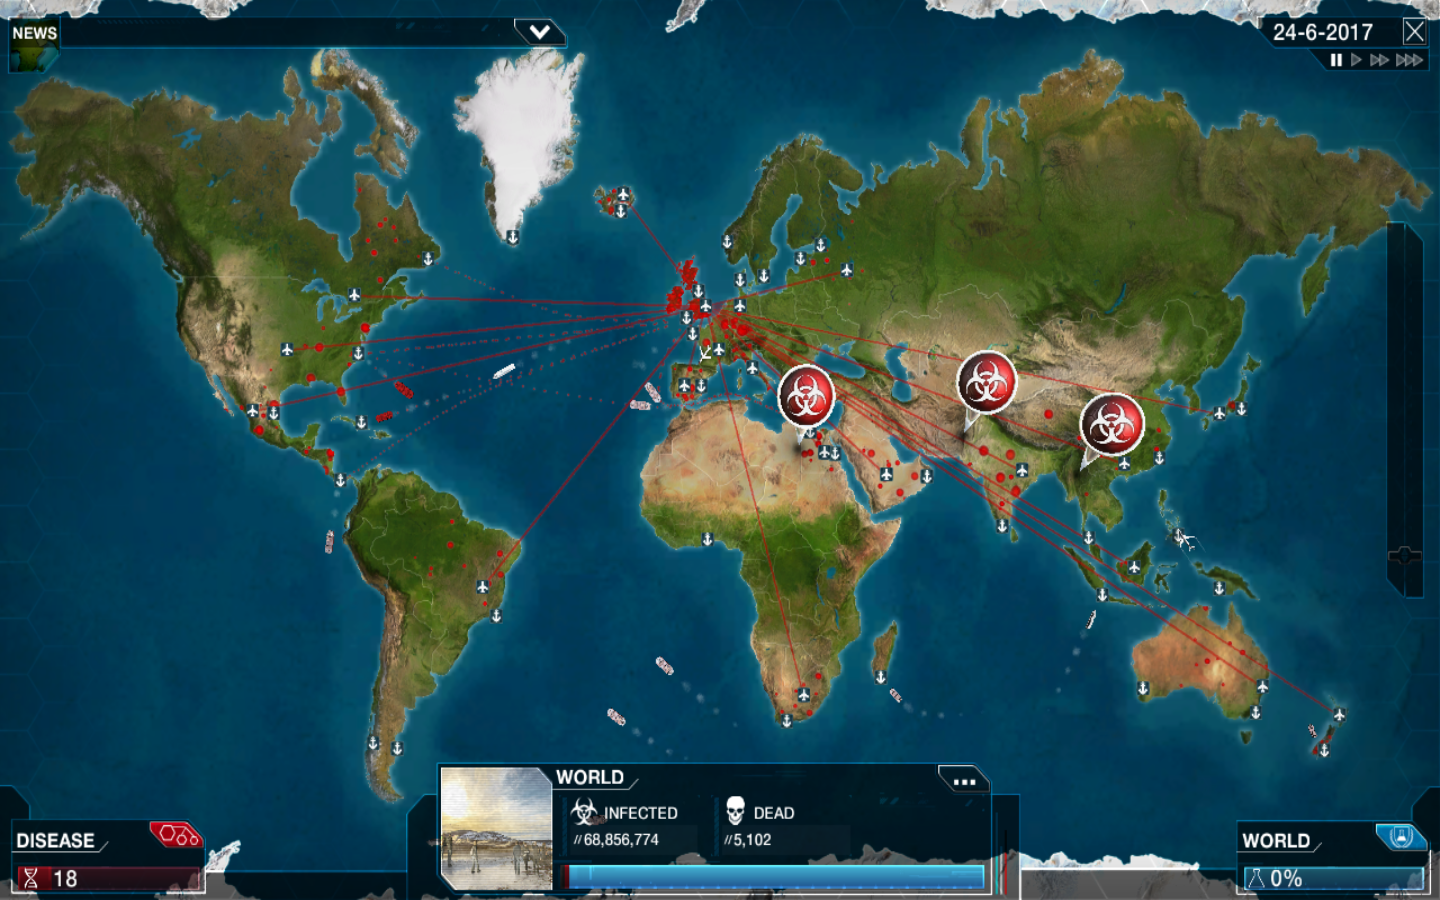 NEWS
24-6-2017
WORLD
INFECTED
DEAD
//68,856,774
//5,102
DISEASE
18
WORLD
0%